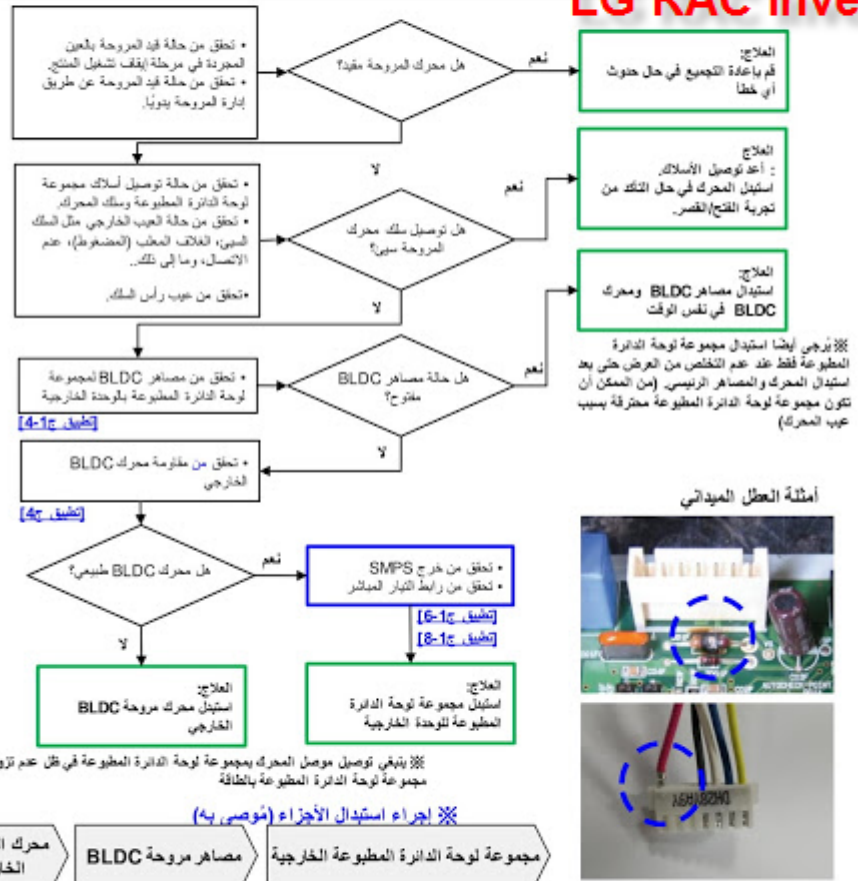 LG RAC Inve
• تحقق من حالة قيد المروحة بالعين
المجردة في مرحلة إيقاف تشغيل المنتج.
• تحقق من حالة قيد المروحة عن طريق
إدارة المروحة يدويًا.
هل محرك المروحة مقيد؟
نعم
العلاج:
قم بإعادة التجميع في حال حدوث
أي خطأ
لا
• تحقق من حالة توصيل أسلاك مجموعة
لوحة الدائرة المطبوعة وسلك المحرك.
• تحقق من حالة العيب الخارجي مثل السلك
السيئ، الغلاف المعلب (المضغوط)، عدم
الاتصال، وما إلى ذلك..
•تحقق من عيب رأس السلك.
هل توصيل سلك محرك
المروحة سيئ؟
نعم
العلاج
: أعد توصيل الأسلاك.
استبدل المحرك في حال التأكد من
تجربة الفتح/القصر.
لا
• تحقق من مصاهر BLDC لمجموعة
لوحة الدائرة المطبوعة بالوحدة الخارجية
[تطبيق ج1-4]
هل حالة مصاهر BLDC
مفتوح؟
نعم
العلاج:
استبدال مصاهر BLDC ومحرك
BLDC في نفس الوقت
※ يُرجى أيضًا استبدال مجموعة لوحة الدائرة
المطبوعة فقط عند عدم التخلص من العرض حتى بعد
استبدال المحرك والمصاهر الرئيسي. (من الممكن أن
تكون مجموعة لوحة الدائرة المطبوعة محترقة بسبب
عيب المحرك)
لا
• تحقق من مقاومة محرك BLDC
الخارجي
[تطبيق ج4]
هل محرك BLDC طبيعي؟
نعم
• تحقق من خرج SMPS
• تحقق من رابط التيار المباشر
[تطبيق ج1-6]
[تطبيق ج1-8]
لا
العلاج:
استبدل محرك مروحة BLDC
الخارجي
العلاج:
استبدل مجموعة لوحة الدائرة
المطبوعة للوحدة الخارجية
أمثلة العطل الميداني
※ ينبغي توصيل موصل المحرك بمجموعة لوحة الدائرة المطبوعة في ظل عدم تزو
مجموعة لوحة الدائرة المطبوعة بالطاقة
※ إجراء استبدال الأجزاء (مُوصى به)
مجموعة لوحة الدائرة المطبوعة الخارجية
مصاهر مروحة BLDC
محرك ا
الخا